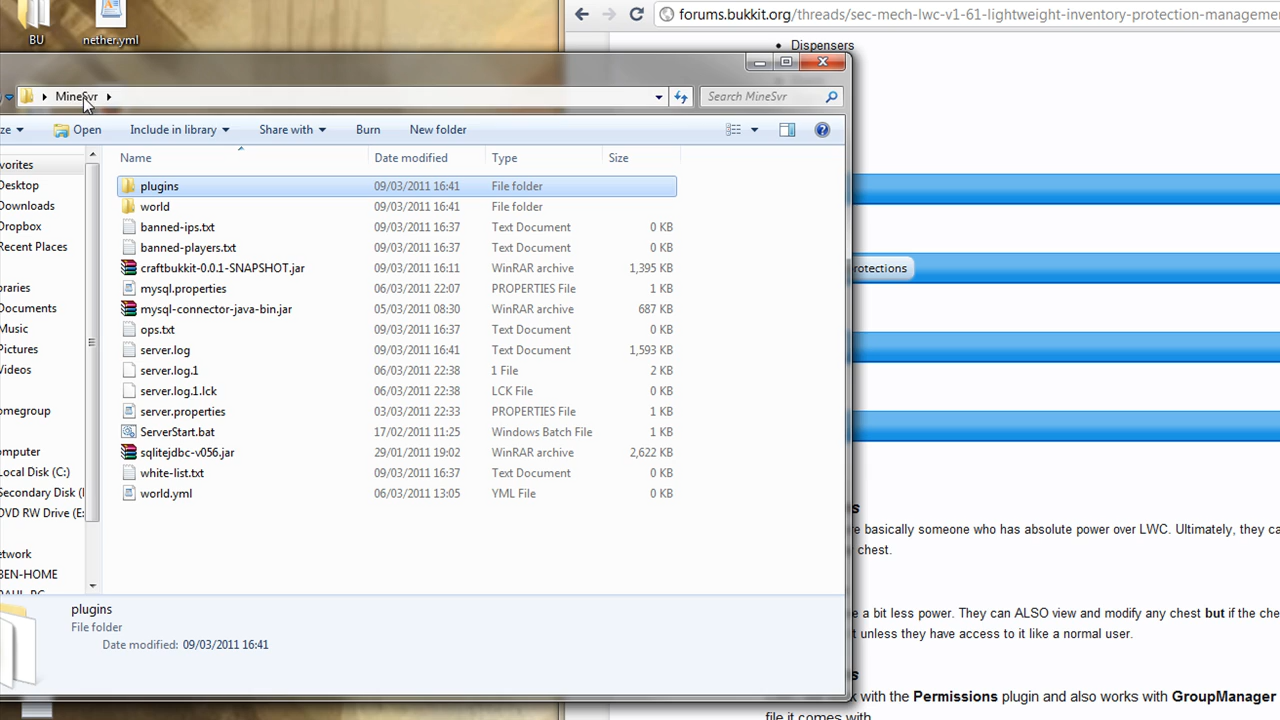 BU
nether.yml
forums.bukkit.org/threads/sec-mech-lwc-v1-61-lightweight-inventory-protection-manageme
Dispensers
MineSvr
Search MineSvr
ze
Open
Include in library
Share with
Burn
New folder
Name
Date modified
Type
Size
vorites
Desktop
Downloads
Dropbox
Recent Places
braries
Documents
Music
Pictures
Videos
omegroup
omputer
Local Disk (C:)
Secondary Disk (
DVD RW Drive (E:
etwork
BEN-HOME
plugins 09/03/2011 16:41 File folder
world 09/03/2011 16:41 File folder
banned-ips.txt 09/03/2011 16:37 Text Document 0 KB
banned-players.txt 09/03/2011 16:37 Text Document 0 KB
craftbukkit-0.0.1-SNAPSHOT.jar 09/03/2011 16:11 WinRAR archive 1,395 KB
mysql.properties 06/03/2011 22:07 PROPERTIES File 1 KB
mysql-connector-java-bin.jar 05/03/2011 08:30 WinRAR archive 687 KB
ops.txt 09/03/2011 16:37 Text Document 0 KB
server.log 09/03/2011 16:41 Text Document 1,593 KB
server.log.1 06/03/2011 22:38 1 File 2 KB
server.log.1.lck 06/03/2011 22:38 LCK File 0 KB
server.properties 03/03/2011 22:33 PROPERTIES File 1 KB
ServerStart.bat 17/02/2011 11:25 Windows Batch File 1 KB
sqlitejdbc-v056.jar 29/01/2011 19:02 WinRAR archive 2,622 KB
white-list.txt 09/03/2011 16:37 Text Document 0 KB
world.yml 06/03/2011 13:05 YML File 0 KB
plugins
File folder
Date modified: 09/03/2011 16:41
rotections
s
re basically someone who has absolute power over LWC. Ultimately, they ca
chest.
e a bit less power. They can ALSO view and modify any chest but if the che
t unless they have access to it like a normal user.
s
k with the Permissions plugin and also works with GroupManager
file it comes with